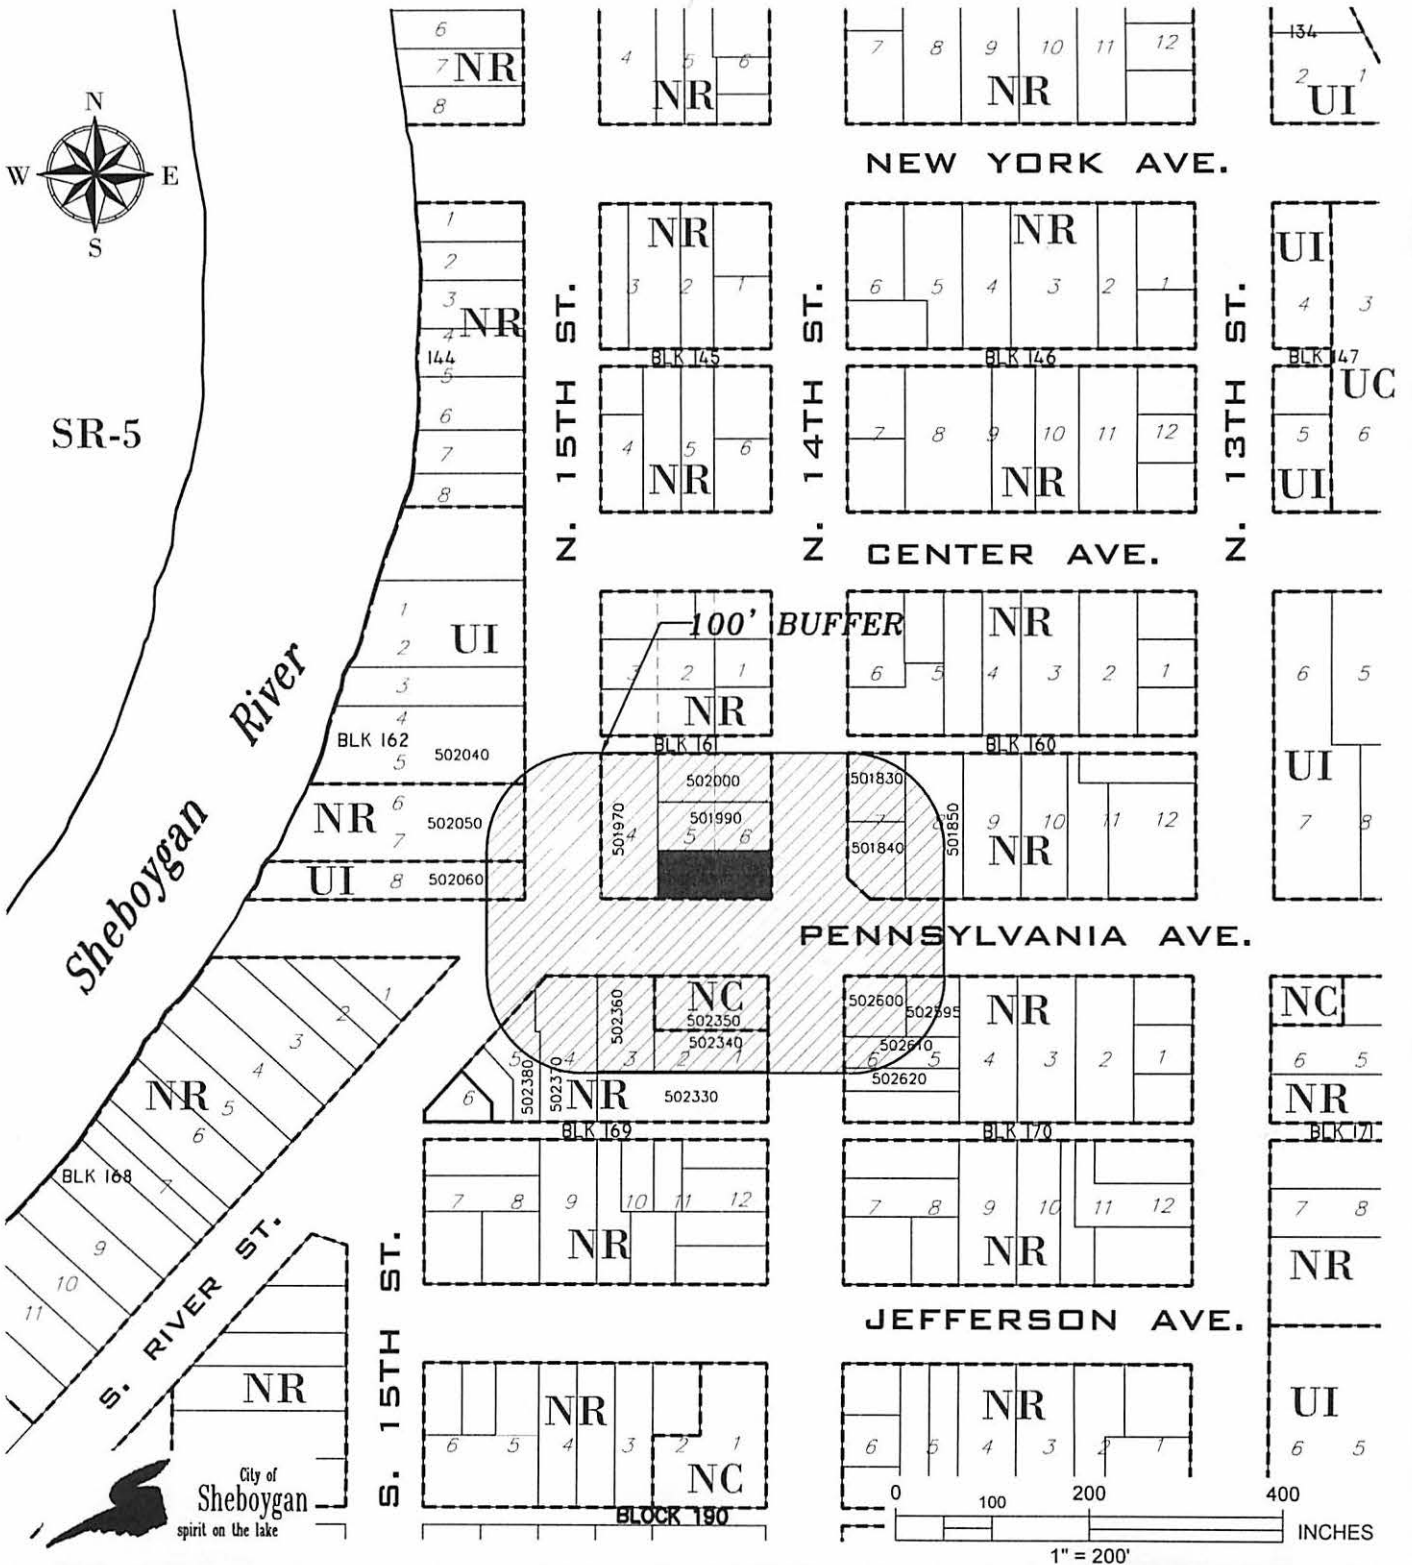 6
7 NR
8
4 5 6
NR
7 8 9 10 11 12
NR
134
2 1
UI
N
W E
S
NEW YORK AVE.
1
2
3
NR
4
144
5
6
7
8
NR
3 2 1
BLK 145
NR
6 5 4 3 2 1
BLK 146
UI
4 3
BLK 147
UC
SR-5
N. 15TH ST.
N. 14TH ST.
N. 13TH ST.
4 5 6
NR
7 8 9 10 11 12
NR
5 6
UI
CENTER AVE.
1
2
UI
3
4
BLK 162
5 502040
100' BUFFER
3 2 1
NR
BLK 161
NR
6 5 4 3 2 1
BLK 160
6 5
UI
7 8
Sheboygan River
NR 6
7
502050
UI 8 502060
501970
4
502000
501990
5 6
501830
7
501840
8
501850
9 10 11 12
NR
PENNSYLVANIA AVE.
1
2
3
4
NR 5
6
BLK 168
7
9
10
11
S. RIVER ST.
NC
502350
502340
502360
5 4 3 2 1
502380
502370
NR
502330
6
BLK 169
502600
502595
502610
6 5
502620
NR
4 3 2 1
BLK 170
NC
6 5
NR
BLK 171
7 8 9 10 11 12
NR
7 8 9 10 11 12
NR
7 8
NR
S. 15TH ST.
JEFFERSON AVE.
NR
NR
6 5 4 3 2 1
NC
BLOCK 190
NR
6 5 4 3 2 1
UI
6 5
City of
Sheboygan
spirit on the lake
0 100 200 400
INCHES
1" = 200'